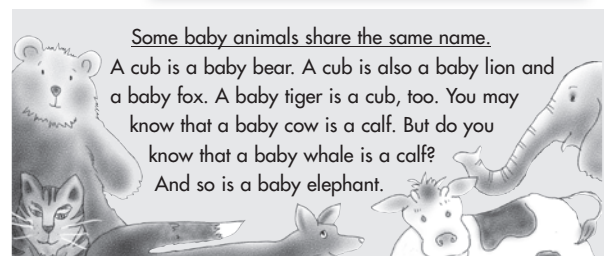 Some baby animals share the same name.
A cub is a baby bear. A cub is also a baby lion and
a baby fox. A baby tiger is a cub, too. You may
know that a baby cow is a calf. But do you
know that a baby whale is a calf?
And so is a baby elephant.